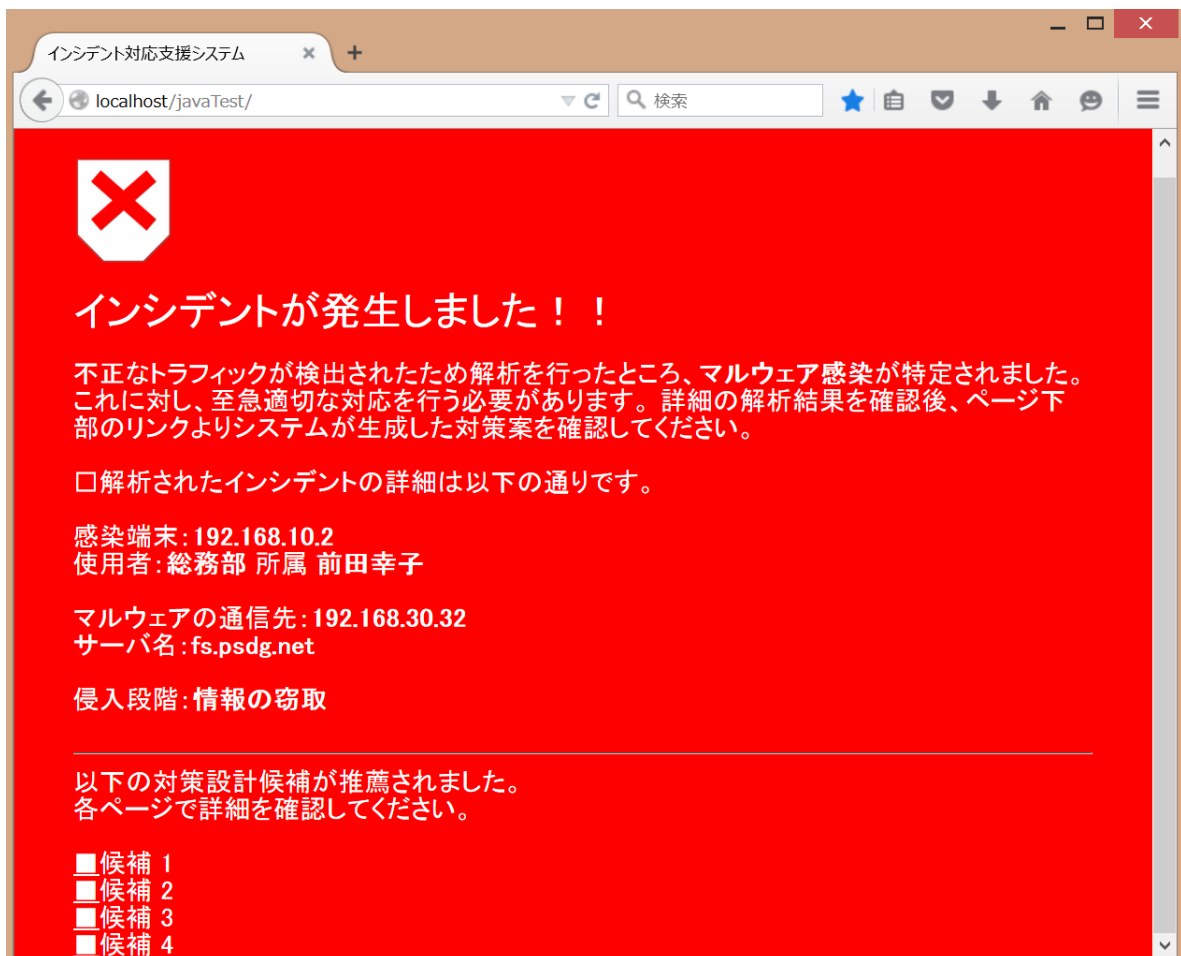 インシデント対応支援システム
localhost/javaTest/
検索
インシデントが発生しました！！
不正なトラフィックが検出されたため解析を行ったところ、マルウェア感染が特定されました。
これに対し、至急適切な対応を行う必要があります。詳細の解析結果を確認後、ページ下
部のリンクよりシステムが生成した対策案を確認してください。
□解析されたインシデントの詳細は以下の通りです。
感染端末：192.168.10.2
使用者：総務部 所属 前田幸子
マルウェアの通信先：192.168.30.32
サーバ名：fs.psdg.net
侵入段階：情報の窃取
以下の対策設計候補が推薦されました。
各ページで詳細を確認してください。
■候補 1
■候補 2
■候補 3
■候補 4